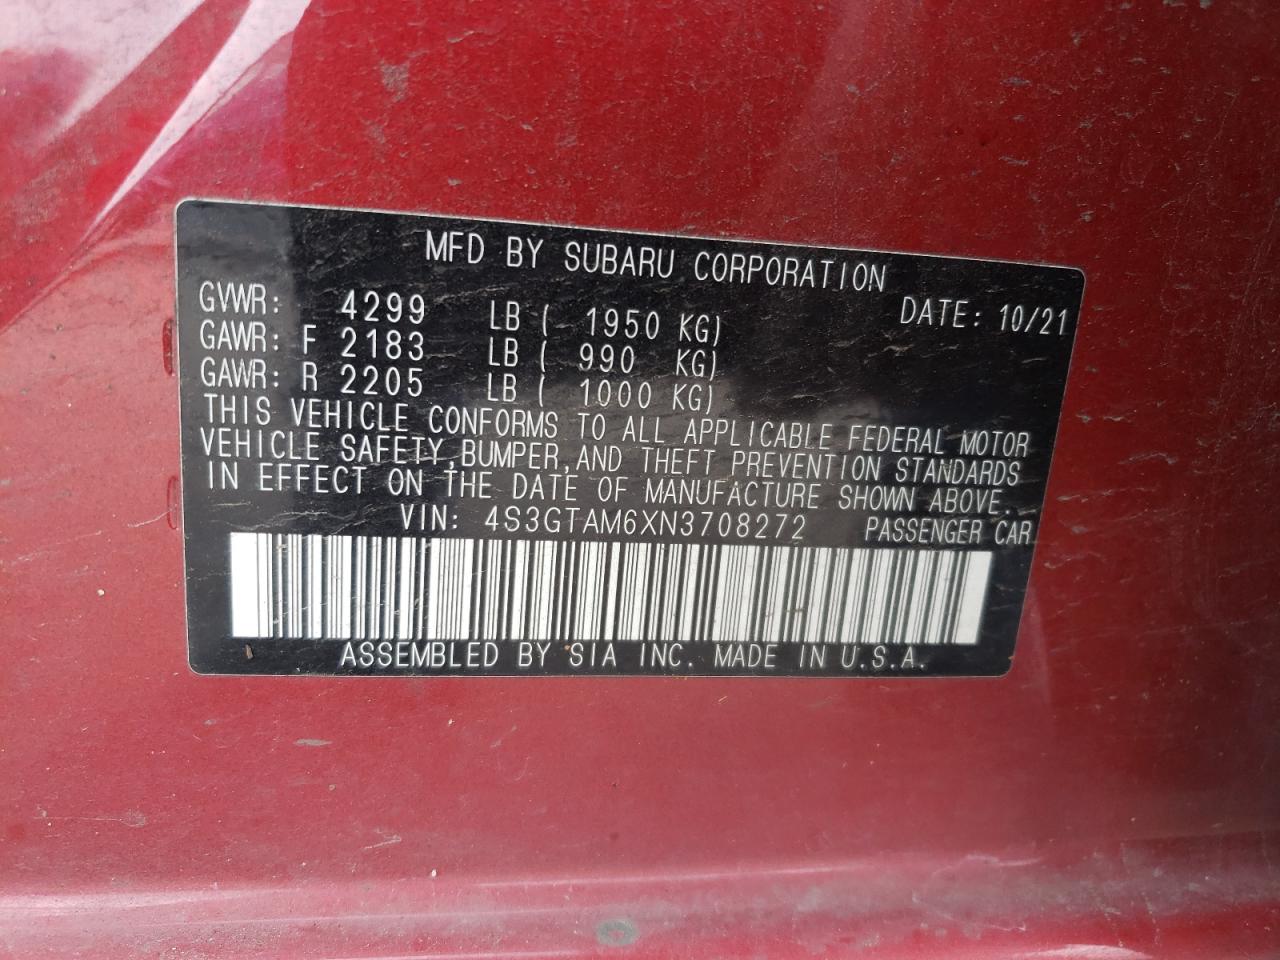 MFD BY SUBARU CORPORATION
GVWR: 4299 LB ( 1950 KG) DATE: 10/21
GAWR: F 2183 LB ( 990 KG)
GAWR: R 2205 LB ( 1000 KG)
THIS VEHICLE CONFORMS TO ALL APPLICABLE FEDERAL MOTOR
VEHICLE SAFETY,BUMPER,AND THEFT PREVENTION STANDARDS
IN EFFECT ON THE DATE OF MANUFACTURE SHOWN ABOVE.
VIN: 4S3GTAM6XN3708272 PASSENGER CAR
ASSEMBLED BY SIA INC. MADE IN U.S.A.